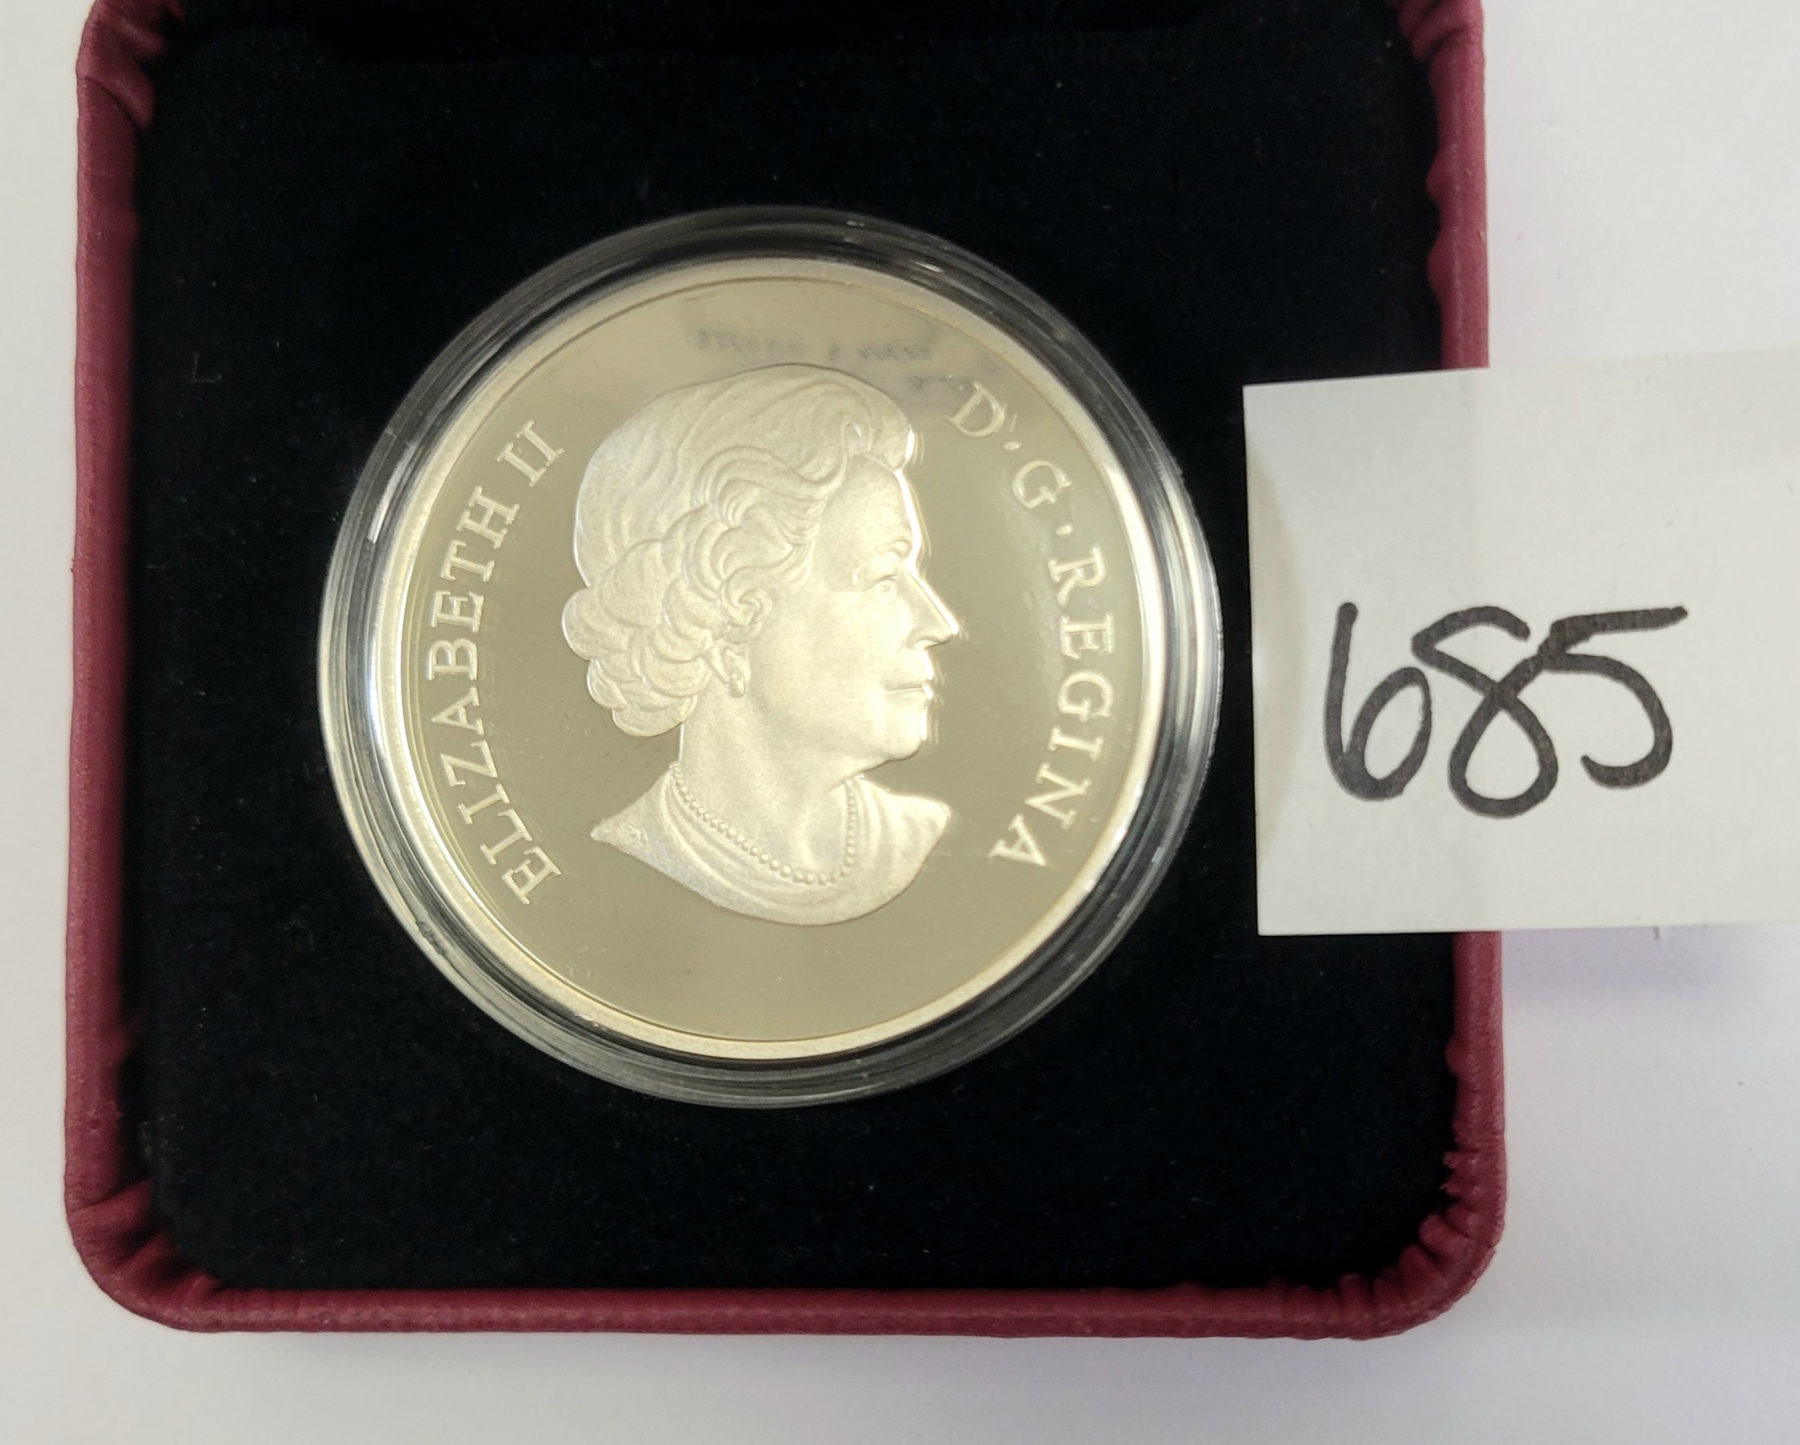 ELIZABETH II
D·G·REGINA
685